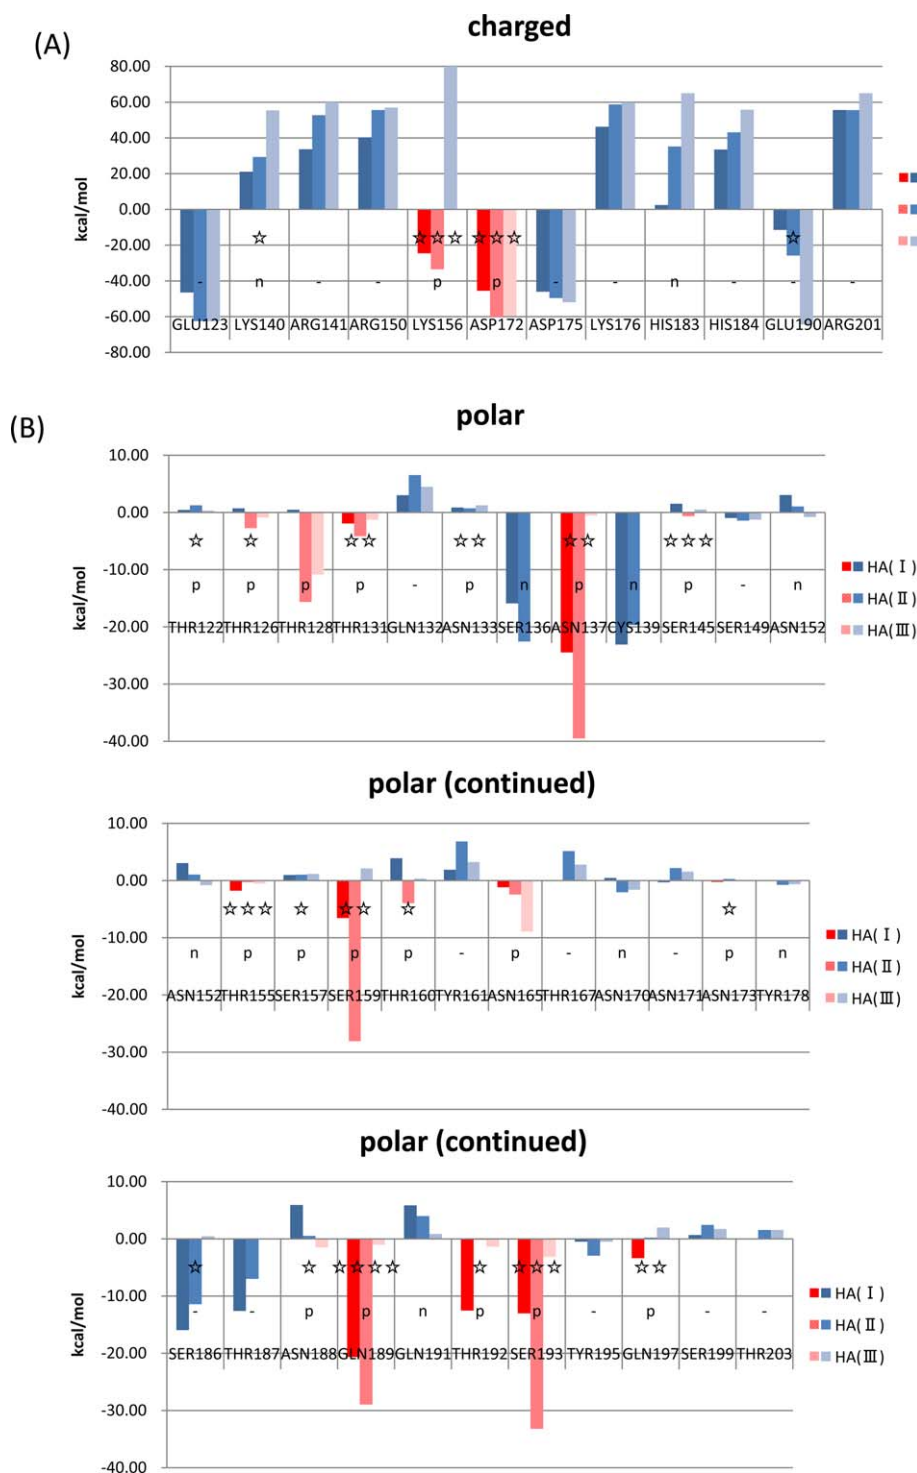 (A)
charged
80.00
60.00
40.00
20.00
0.00
-20.00
-40.00
-60.00
-80.00
kcal/mol
☆ ☆☆☆ ☆☆☆ ☆
- n - - p p - - n - - -
GLU123 LYS140 ARG141 ARG150 LYS156 ASP172 ASP175 LYS176 HIS183 HIS184 GLU190 ARG201
(B)
polar
10.00
0.00
-10.00
-20.00
-30.00
-40.00
kcal/mol
☆ ☆ ☆☆ ☆☆ ☆☆ ☆☆☆
p p p p - p n p n p - n
THR122 THR126 THR128 THR131 GLN132 ASN133 SER136 ASN137 CYS139 SER145 SER149 ASN152
HA(Ⅰ)
HA(Ⅱ)
HA(Ⅲ)
polar (continued)
10.00
0.00
-10.00
-20.00
-30.00
-40.00
kcal/mol
☆☆☆ ☆ ☆☆ ☆ ☆
n p p p p - p - n - p n
ASN152 THR155 SER157 SER159 THR160 TYR161 ASN165 THR167 ASN170 ASN171 ASN173 TYR178
HA(Ⅰ)
HA(Ⅱ)
HA(Ⅲ)
polar (continued)
10.00
0.00
-10.00
-20.00
-30.00
-40.00
kcal/mol
☆ ☆ ☆☆☆☆ ☆ ☆☆☆ ☆☆
- - p p n p p - p - -
SER186 THR187 ASN188 GLN189 GLN191 THR192 SER193 TYR195 GLN197 SER199 THR203
HA(Ⅰ)
HA(Ⅱ)
HA(Ⅲ)